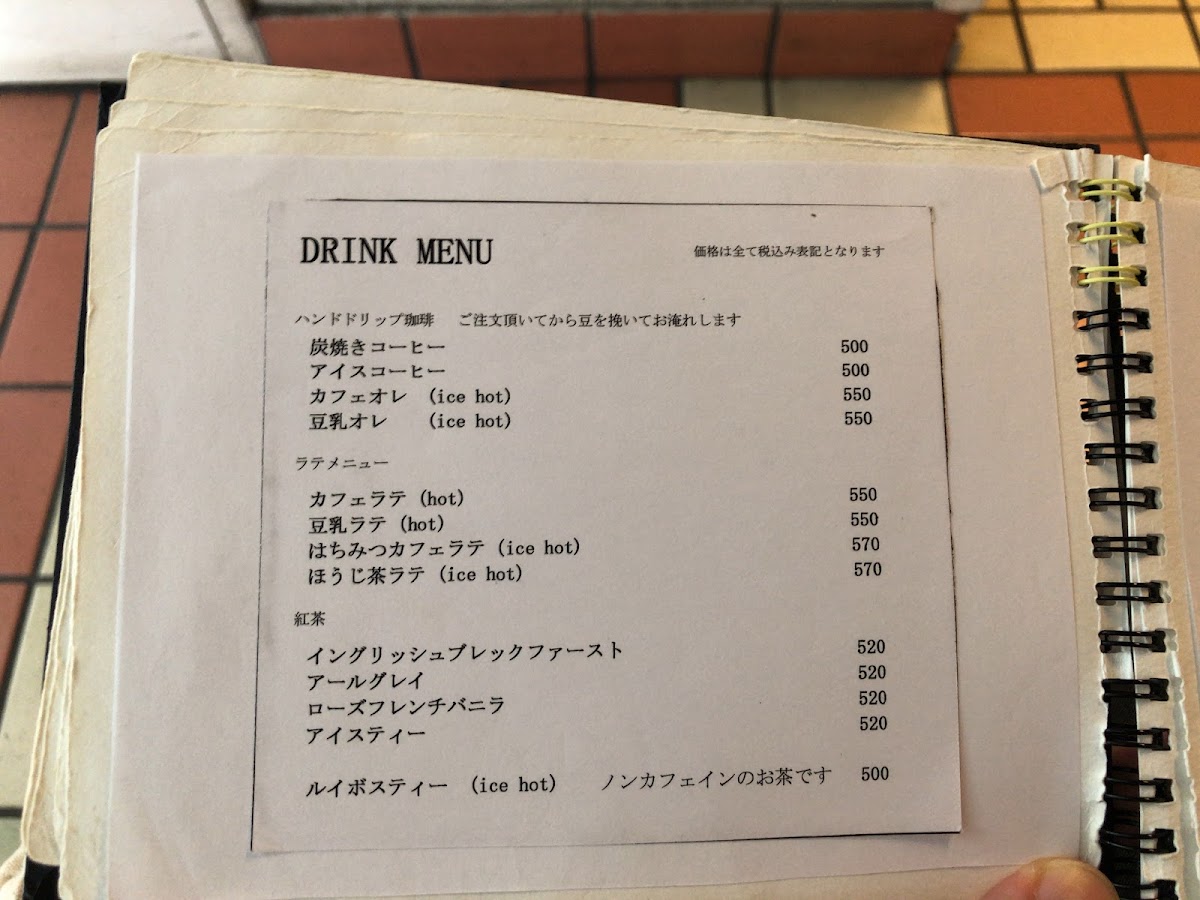 DRINK MENU 価格は全て税込み表記となります
ハンドドリップ珈琲 ご注文頂いてから豆を挽いてお淹れします
炭焼きコーヒー 500
アイスコーヒー 500
カフェオレ (ice hot) 550
豆乳オレ (ice hot) 550
ラテメニュー
カフェラテ (hot) 550
豆乳ラテ (hot) 550
はちみつカフェラテ (ice hot) 570
ほうじ茶ラテ (ice hot) 570
紅茶
イングリッシュブレックファースト 520
アールグレイ 520
ローズフレンチバニラ 520
アイスティー 520
ルイボスティー (ice hot) ノンカフェインのお茶です 500